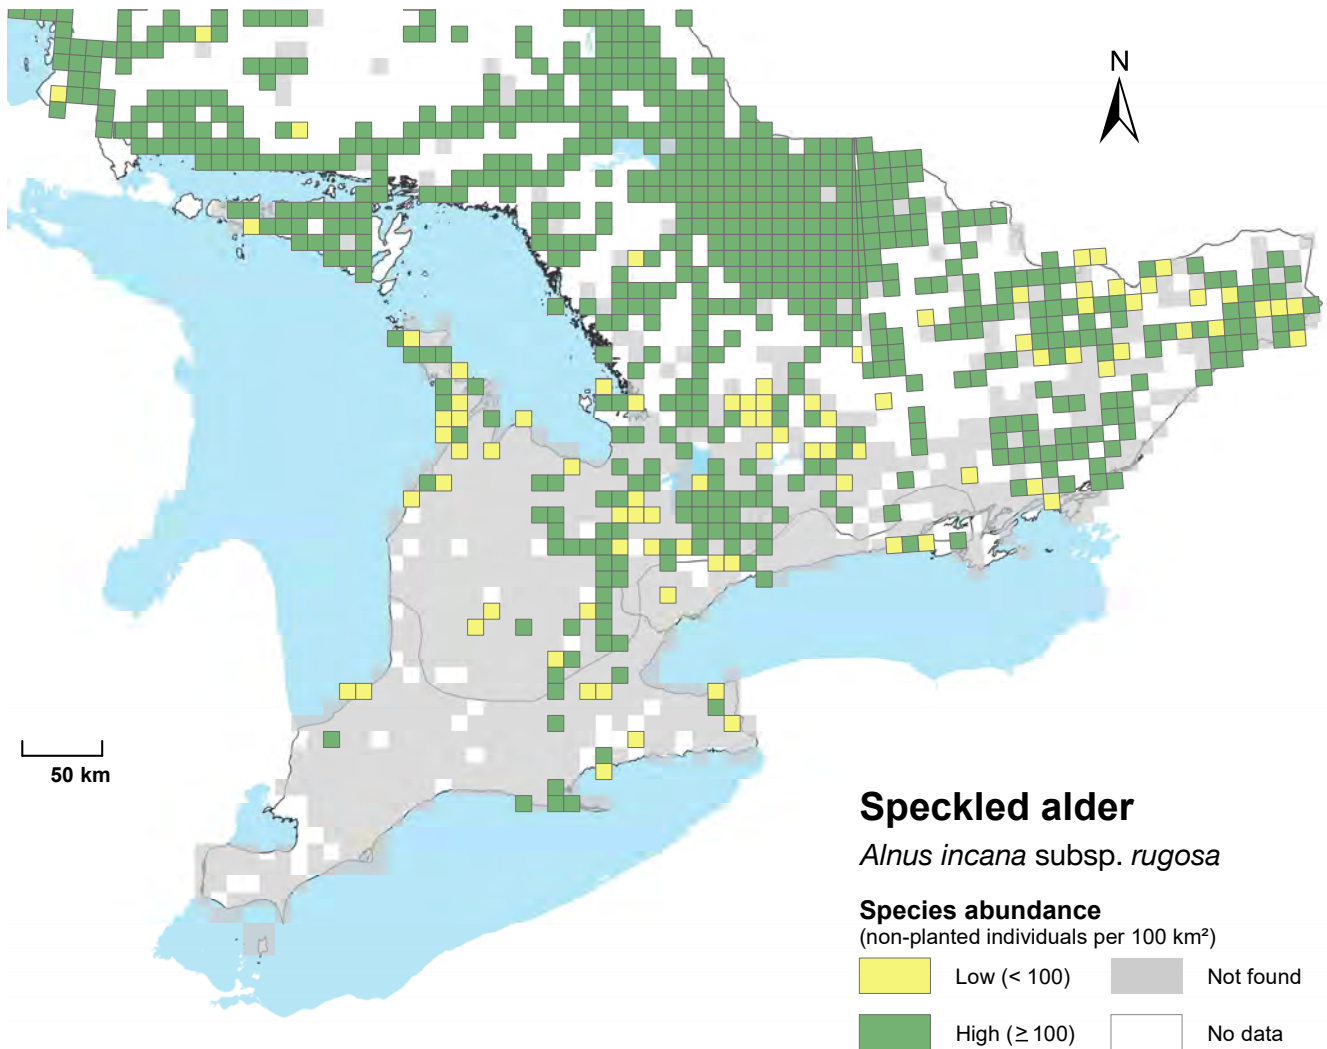 N
50 km
Speckled alder
Alnus incana subsp. rugosa
Species abundance
(non-planted individuals per 100 km²)
Low (< 100)
Not found
High (≥ 100)
No data